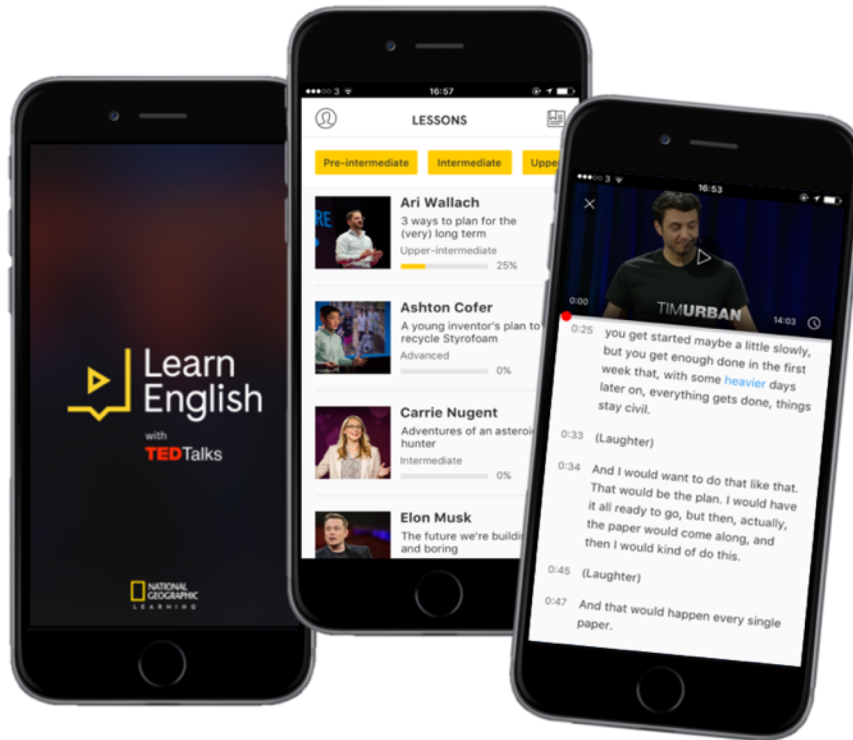 Learn
English
with
TEDTalks
NATIONAL
GEOGRAPHIC
LEARNING
3 16:57
LESSONS
Pre-intermediate Intermediate Upper
Ari Wallach
3 ways to plan for the
(very) long term
Upper-intermediate
25%
Ashton Cofer
A young inventor's plan to
recycle Styrofoam
Advanced
0%
Carrie Nugent
Adventures of an asteroid
hunter
Intermediate
0%
Elon Musk
The future we're building
and boring
3 16:53
TIMURBAN
0:00 14:03
0:25 you get started maybe a little slowly,
but you get enough done in the first
week that, with some heavier days
later on, everything gets done, things
stay civil.
0:33 (Laughter)
0:34 And I would want to do that like that.
That would be the plan. I would have
it all ready to go, but then, actually,
the paper would come along, and
then I would kind of do this.
0:45 (Laughter)
0:47 And that would happen every single
paper.